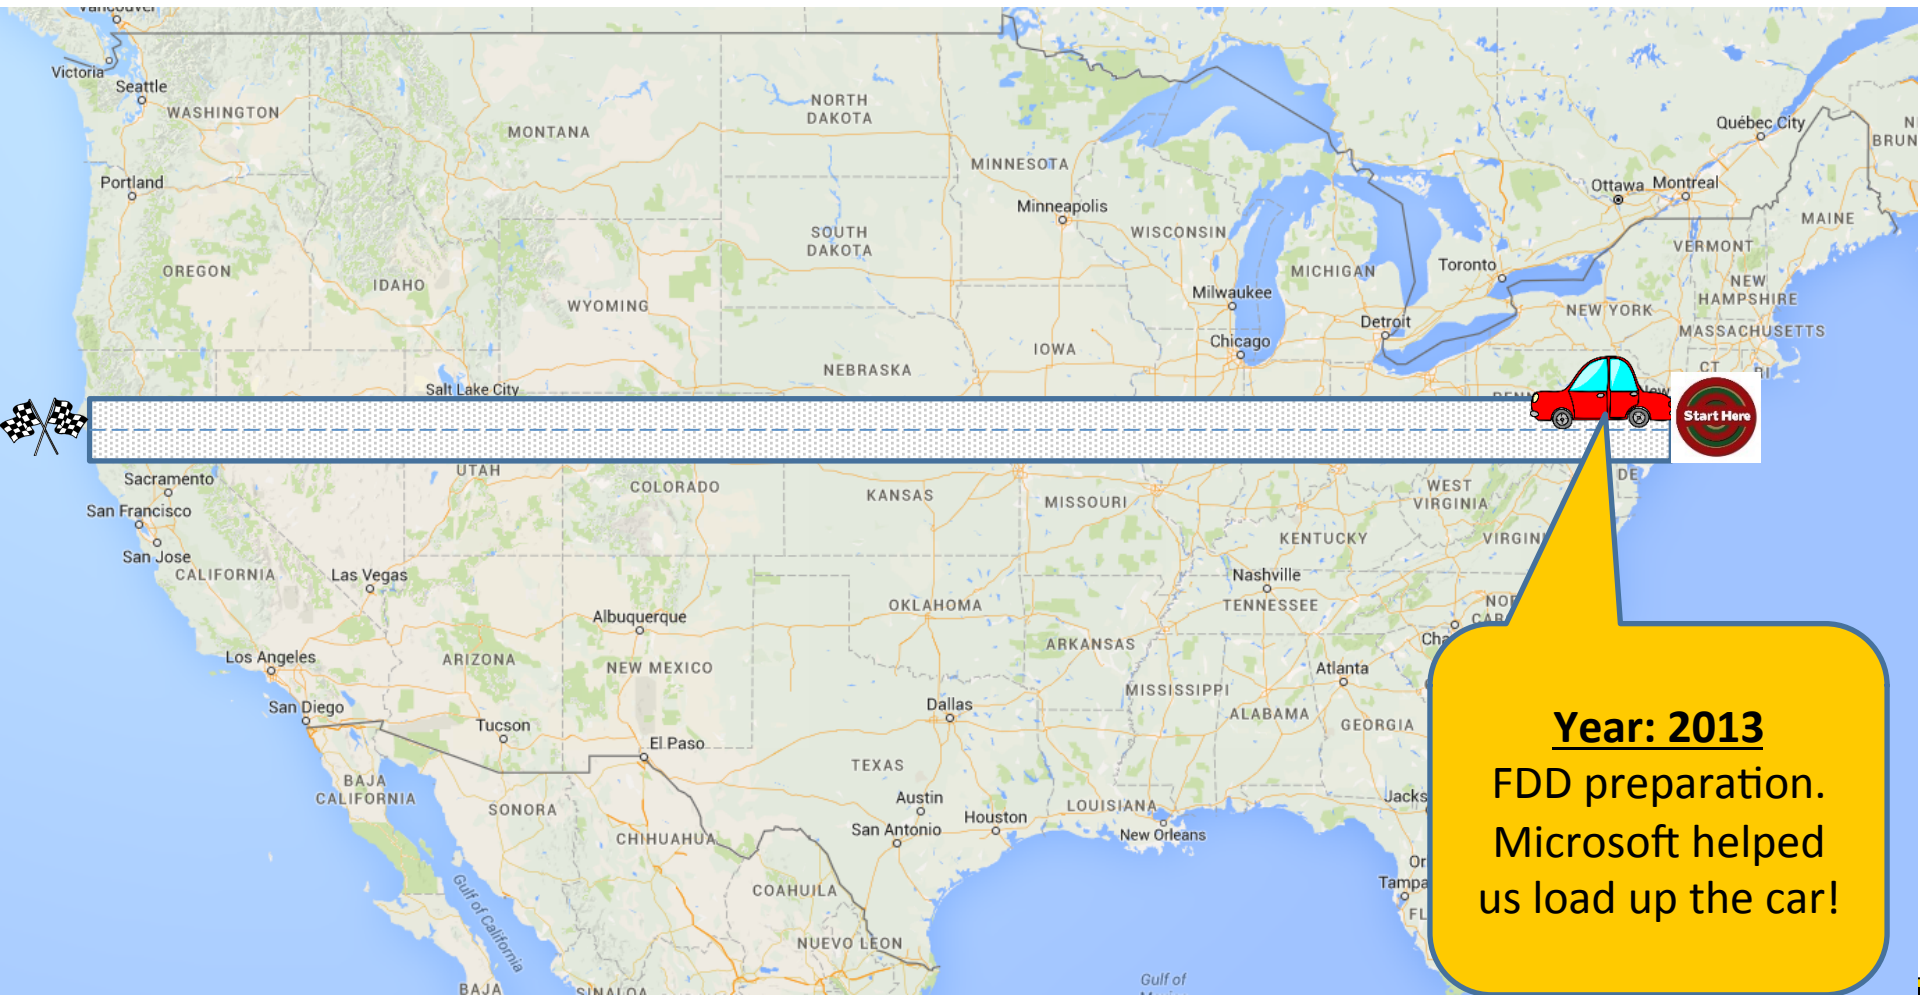 Vancouver
Victoria
Seattle
WASHINGTON
MONTANA
NORTH
DAKOTA
MINNESOTA
Québec City
Portland
Minneapolis
Ottawa
Montreal
MAINE
SOUTH
DAKOTA
WISCONSIN
VERMONT
OREGON
IDAHO
WYOMING
MICHIGAN
Toronto
NEW
HAMPSHIRE
Milwaukee
NEW YORK
Detroit
MASSACHUSETTS
Chicago
IOWA
NEBRASKA
CT
RI
Salt Lake City
Start Here
Sacramento
UTAH
COLORADO
KANSAS
MISSOURI
WEST
VIRGINIA
DE
San Francisco
San Jose
CALIFORNIA
Las Vegas
KENTUCKY
Nashville
TENNESSEE
OKLAHOMA
Albuquerque
ARKANSAS
Los Angeles
ARIZONA
NEW MEXICO
Atlanta
MISSISSIPPI
San Diego
Dallas
ALABAMA
GEORGIA
Tucson
El Paso
TEXAS
BAJA
CALIFORNIA
SONORA
Austin
Houston
LOUISIANA
San Antonio
New Orleans
CHIHUAHUA
COAHUILA
Tampa
Gulf of California
NUEVO LEON
BAJA
SINALOA
Gulf of
Year: 2013
FDD preparation.
Microsoft helped
us load up the car!